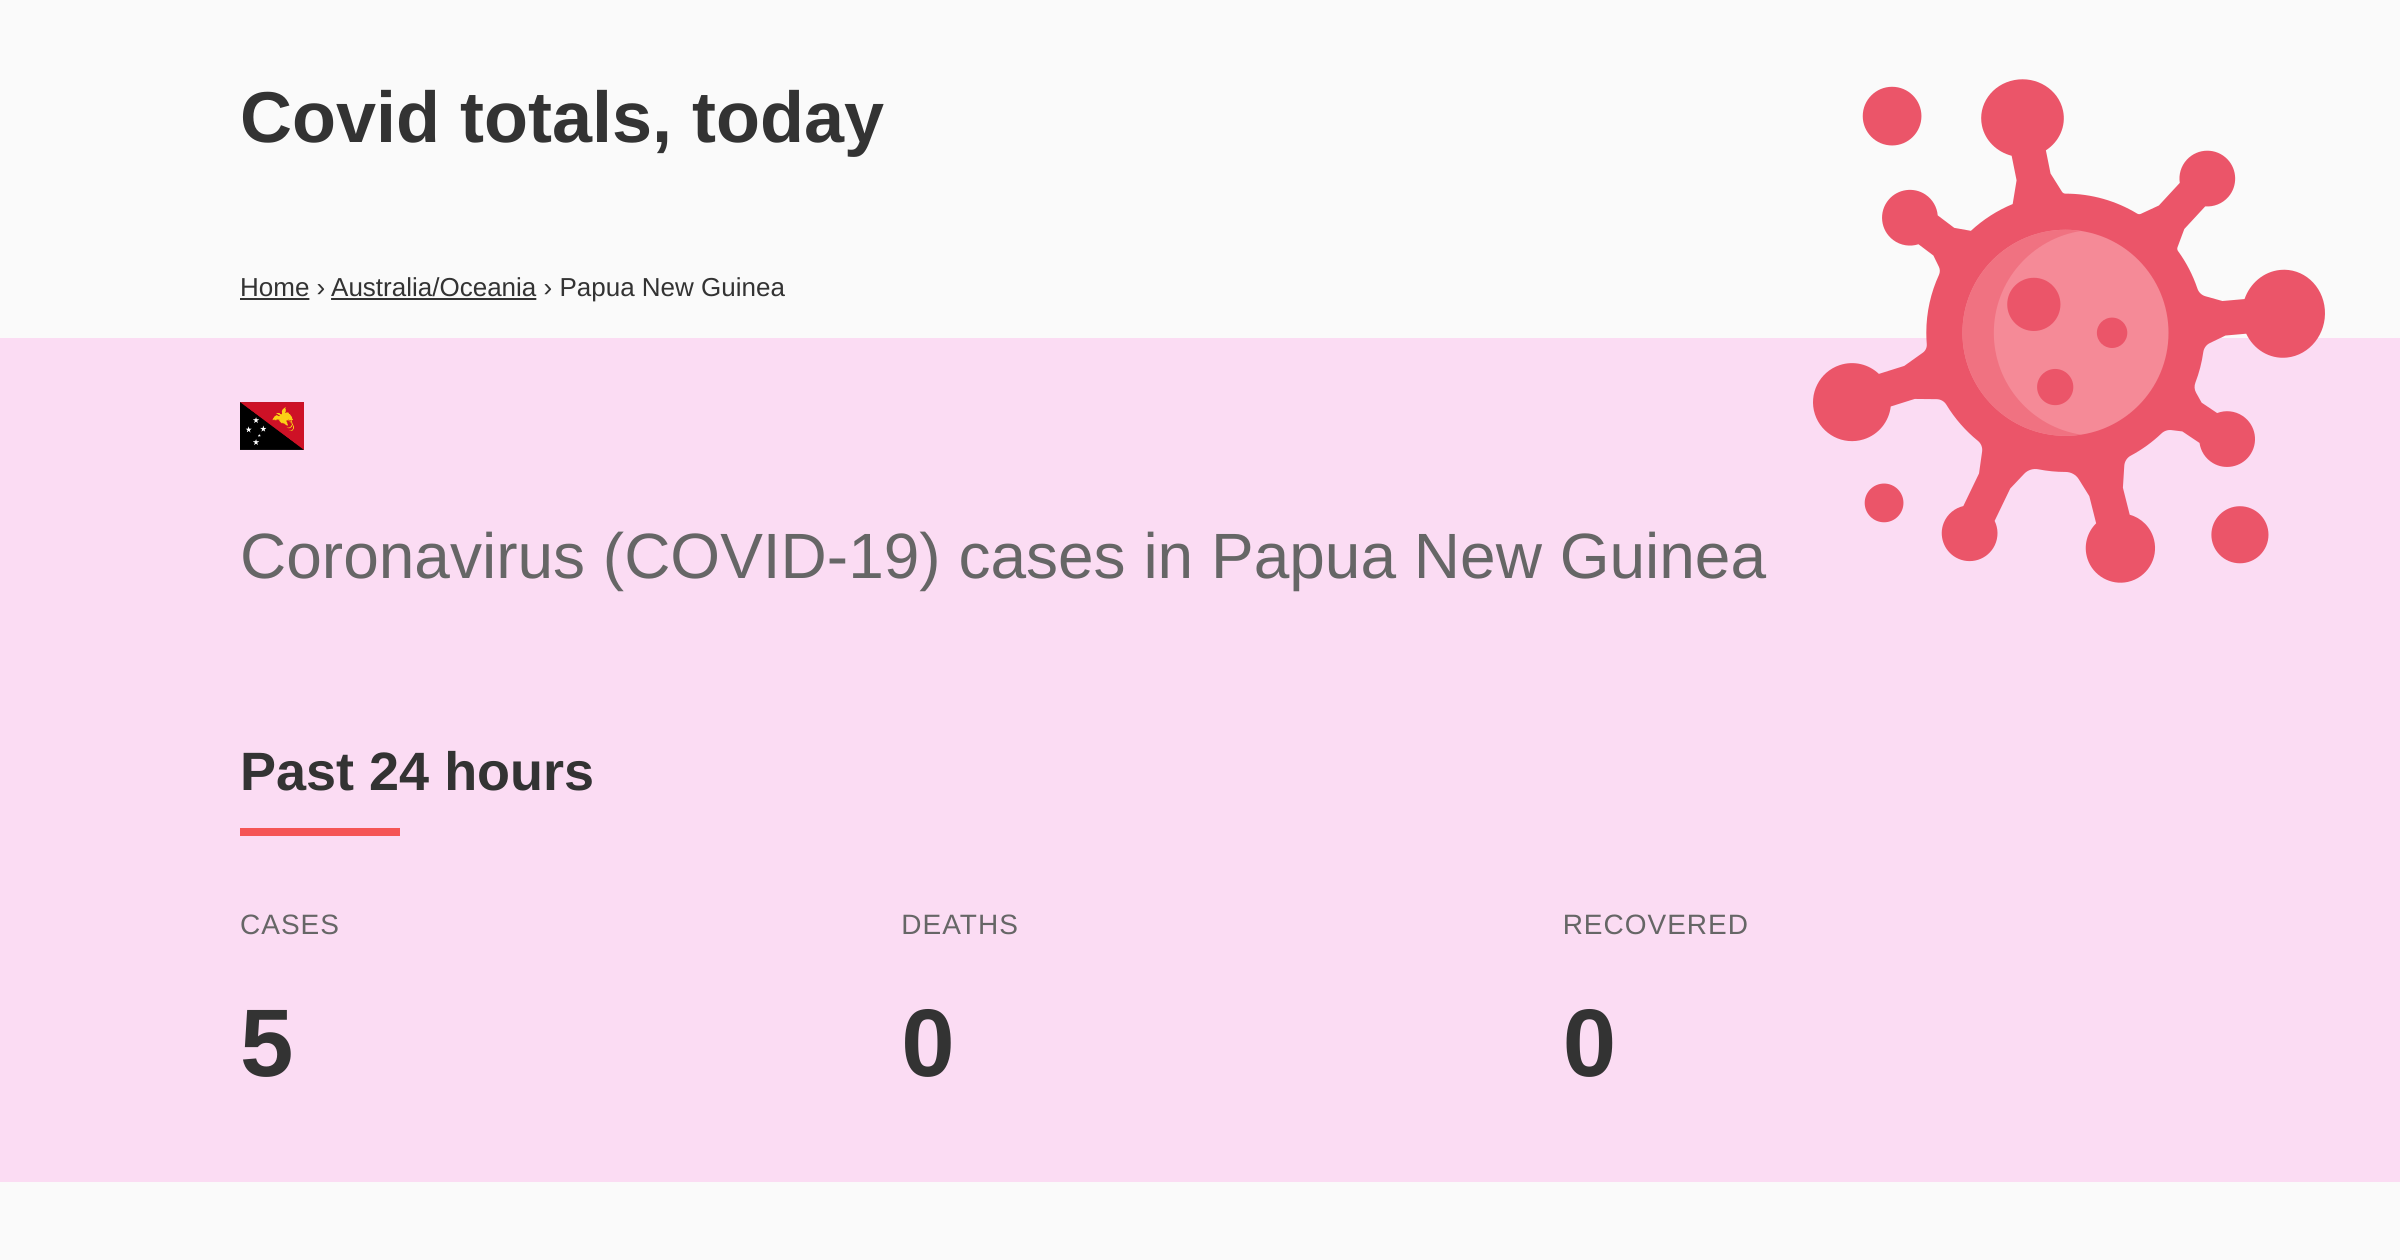 Covid totals, today
Home › Australia/Oceania › Papua New Guinea
Coronavirus (COVID-19) cases in Papua New Guinea
Past 24 hours
CASES DEATHS RECOVERED
5 0 0